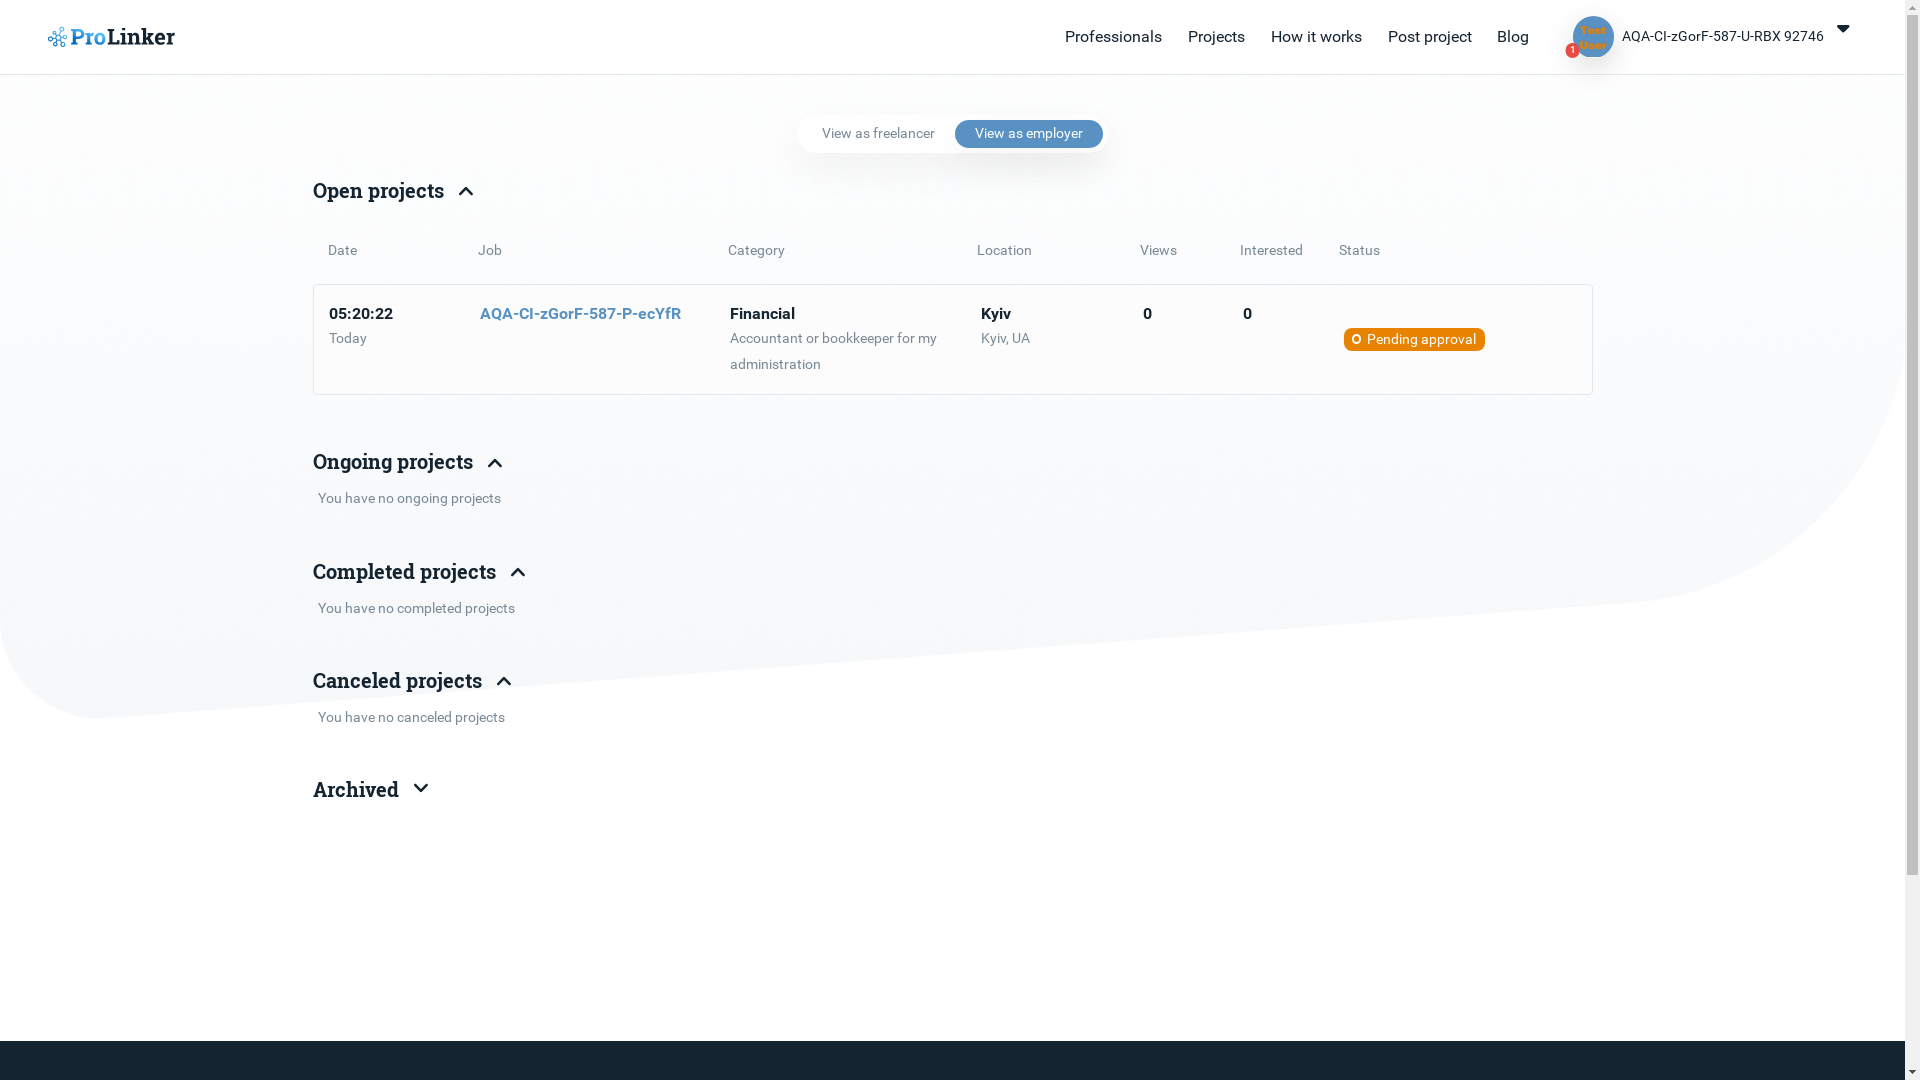 ProLinker
Professionals
Projects
How it works
Post project
Blog
Test
User
1
AQA-CI-zGorF-587-U-RBX 92746
View as freelancer
View as employer
Open projects
Date
Job
Category
Location
Views
Interested
Status
05:20:22
Today
AQA-CI-zGorF-587-P-ecYfR
Financial
Accountant or bookkeeper for my
administration
Kyiv
Kyiv, UA
0
0
Pending approval
Ongoing projects
You have no ongoing projects
Completed projects
You have no completed projects
Canceled projects
You have no canceled projects
Archived